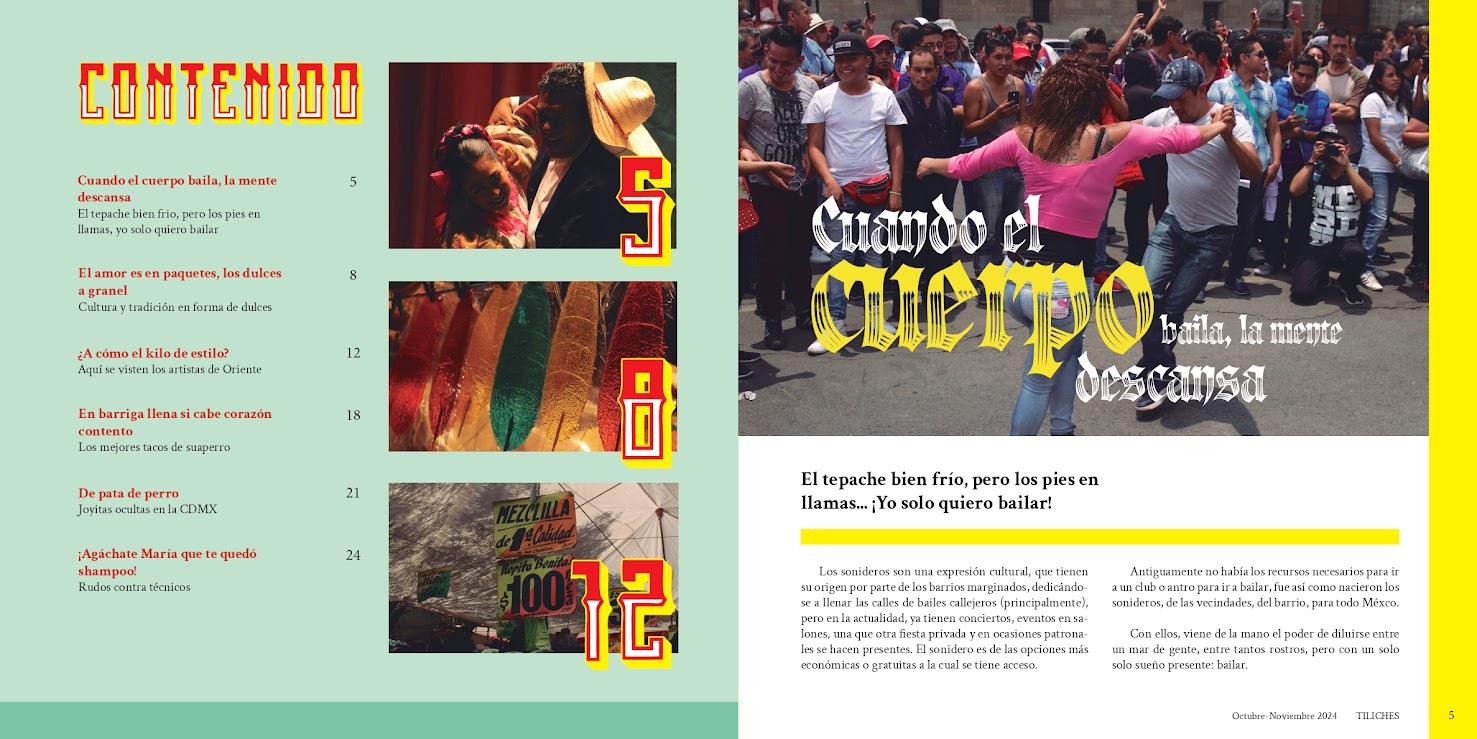 CONTENIDO
Cuando el cuerpo baila, la mente
descansa
5
El tepache bien frio, pero los pies en
llamas, yo solo quiero bailar
El amor es en paquetes, los dulces
a granel
8
Cultura y tradición en forma de dulces
¿A cómo el kilo de estilo?
12
Aquí se visten los artistas de Oriente
En barriga llena si cabe corazón
contento
18
Los mejores tacos de suaperro
De pata de perro
21
Joyitas ocultas en la CDMX
¡Agáchate María que te quedó
shampoo!
24
Rudos contra técnicos
5
8
MEZCLILLA
de 1ª Calidad
Ropita Bonita
$100
12
Cuando el
cuerpo
baila, la mente
descansa
El tepache bien frío, pero los pies en
llamas... ¡Yo solo quiero bailar!
Los sonideros son una expresión cultural, que tienen
su origen por parte de los barrios marginados, dedicándo-
se a llenar las calles de bailes callejeros (principalmente),
pero en la actualidad, ya tienen conciertos, eventos en sa-
lones, una que otra fiesta privada y en ocasiones patrona-
les se hacen presentes. El sonidero es de las opciones más
económicas o gratuitas a la cual se tiene acceso.
Antiguamente no había los recursos necesarios para ir
a un club o antro para ir a bailar, fue así como nacieron los
sonideros, de las vecindades, del barrio, para todo Méxco.
Con ellos, viene de la mano el poder de diluirse entre
un mar de gente, entre tantos rostros, pero con un solo
solo sueño presente: bailar.
Octubre-Noviembre 2024 TILICHES
5